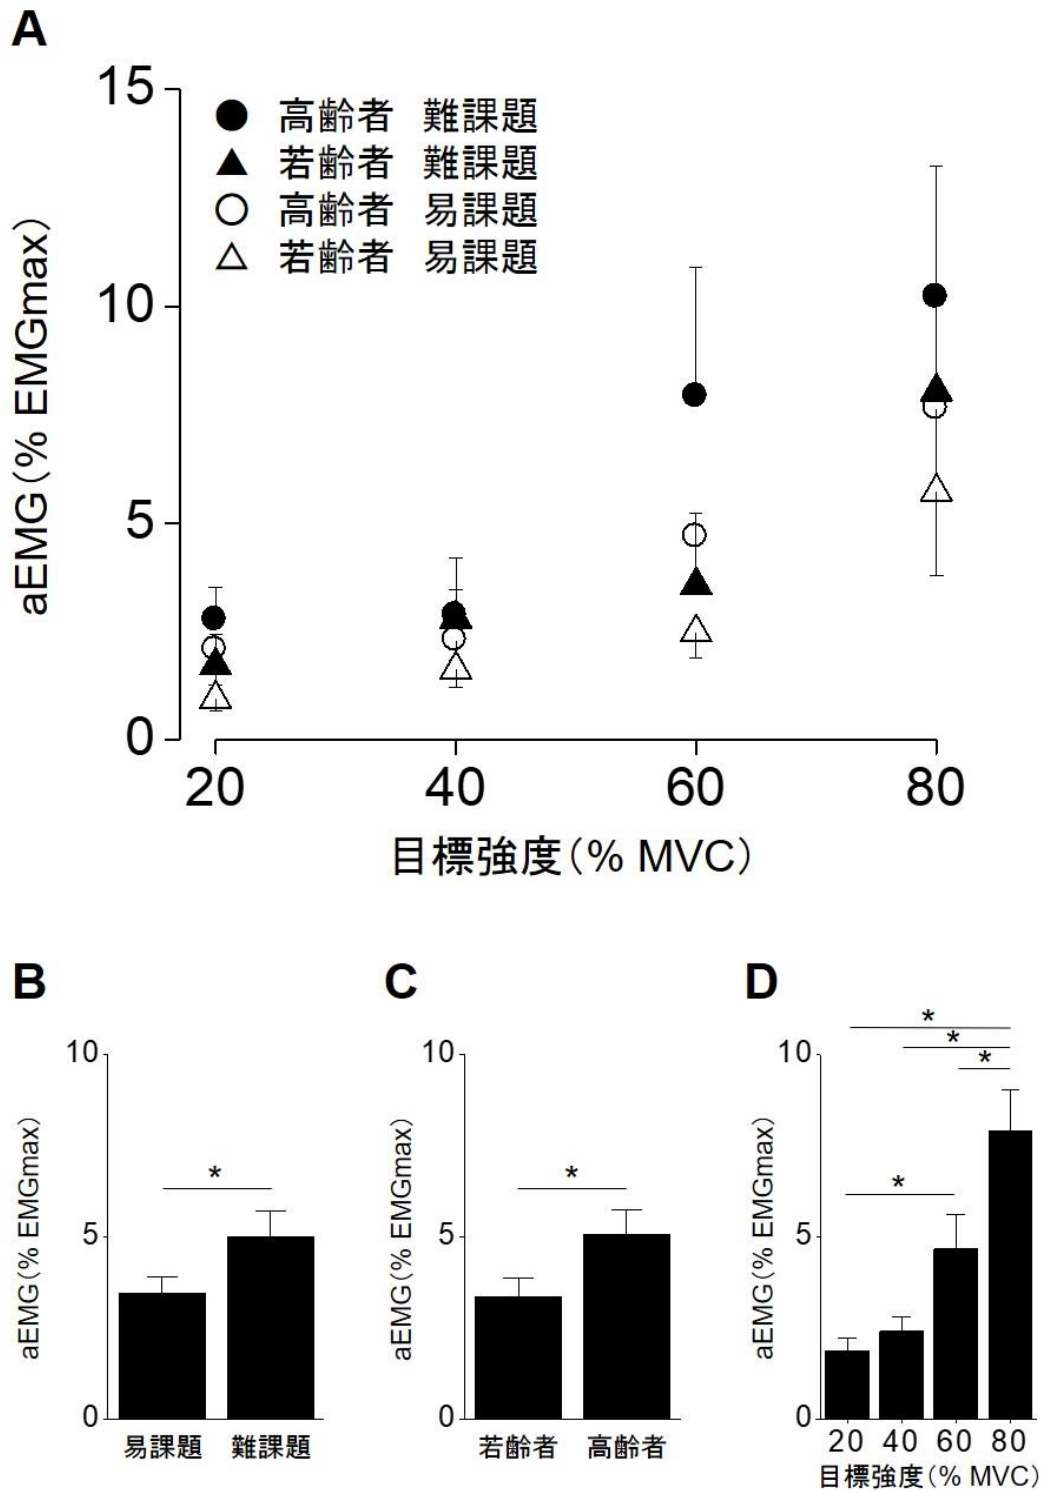 A
15
10
5
0
aEMG(% EMGmax)
高齢者 難課題
若齢者 難課題
高齢者 易課題
若齢者 易課題
20 40 60 80
目標強度(% MVC)
B
10
5
0
aEMG(% EMGmax)
*
易課題 難課題
C
10
5
0
aEMG(% EMGmax)
*
若齢者 高齢者
D
10
5
0
aEMG(% EMGmax)
*
*
*
*
20 40 60 80
目標強度(% MVC)